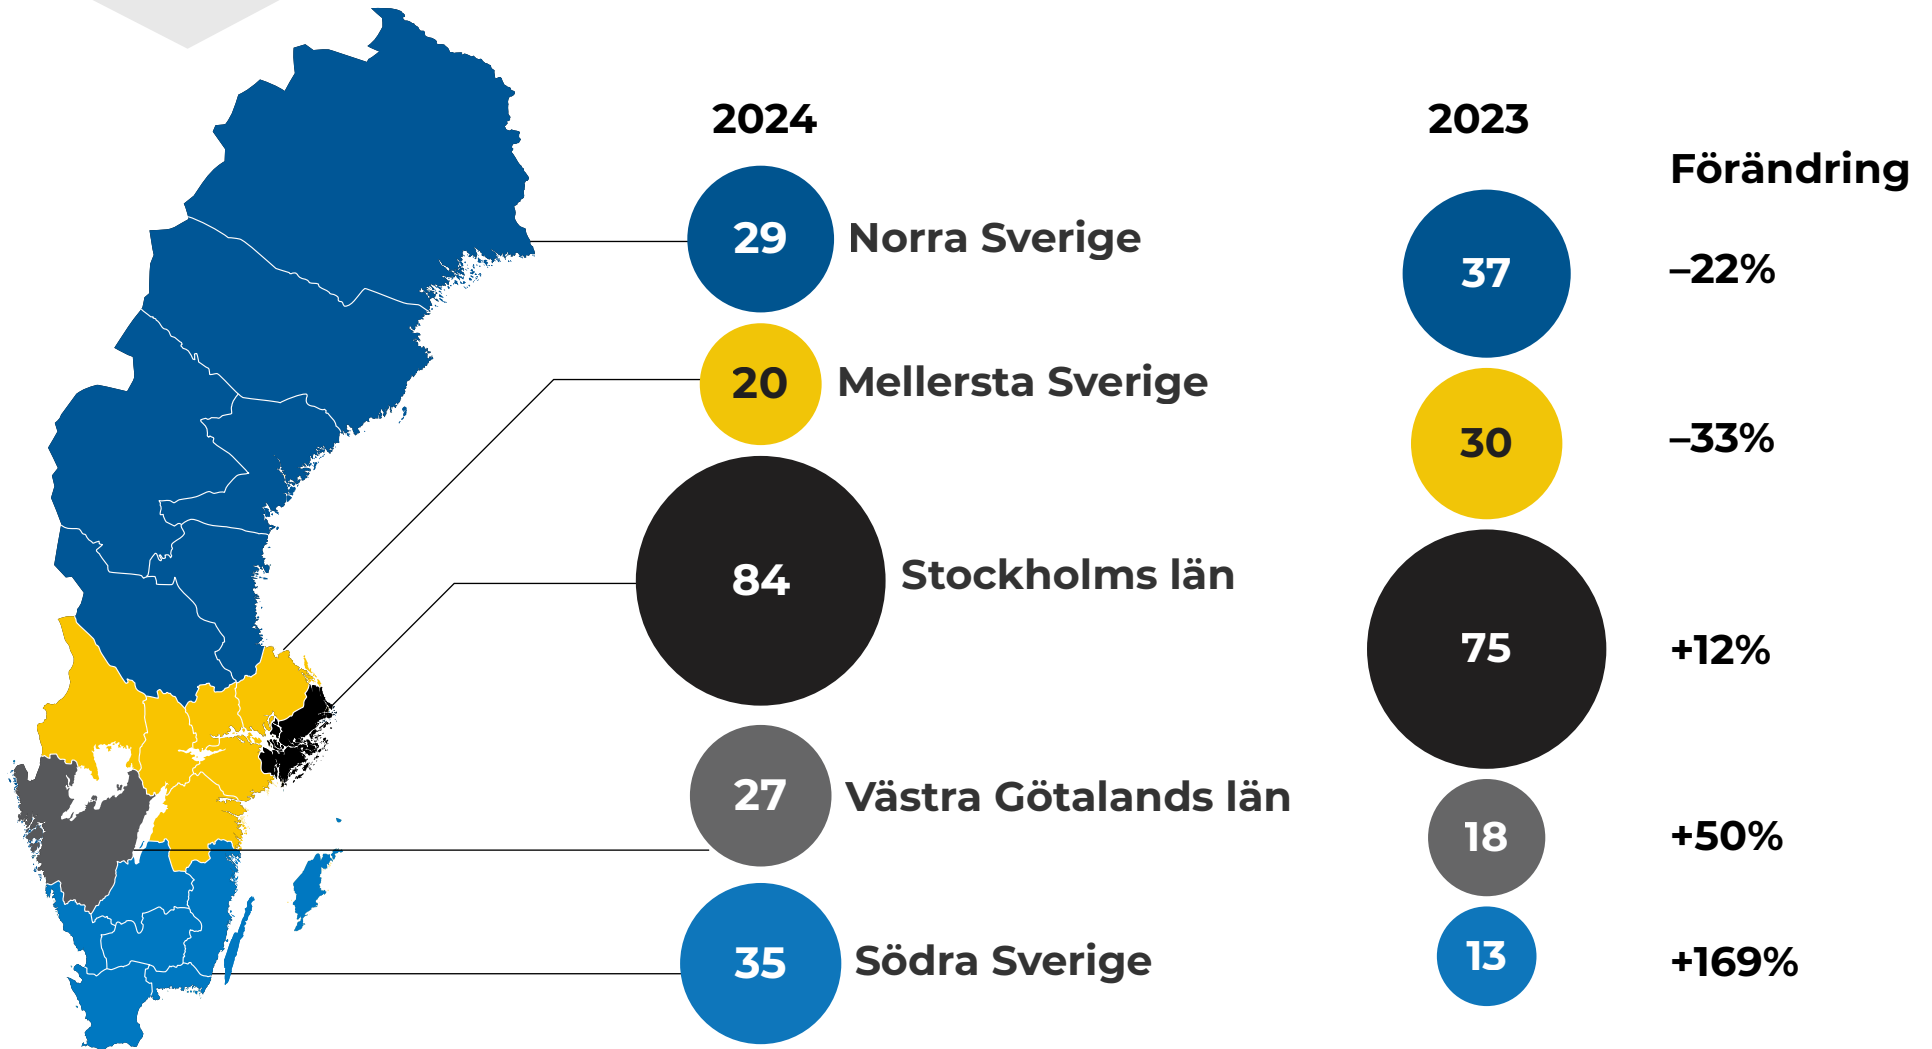 2024
2023
Förändring
29
Norra Sverige
37
–22%
20
Mellersta Sverige
30
–33%
84
Stockholms län
75
+12%
27
Västra Götalands län
18
+50%
35
Södra Sverige
13
+169%